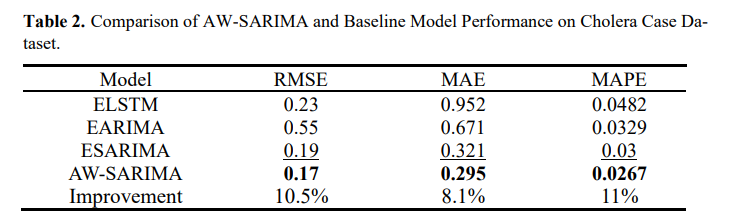 Table 2. Comparison of AW-SARIMA and Baseline Model Performance on Cholera Case Da-
taset.
Model RMSE MAE MAPE
ELSTM 0.23 0.952 0.0482
EARIMA 0.55 0.671 0.0329
ESARIMA 0.19 0.321 0.03
AW-SARIMA 0.17 0.295 0.0267
Improvement 10.5% 8.1% 11%